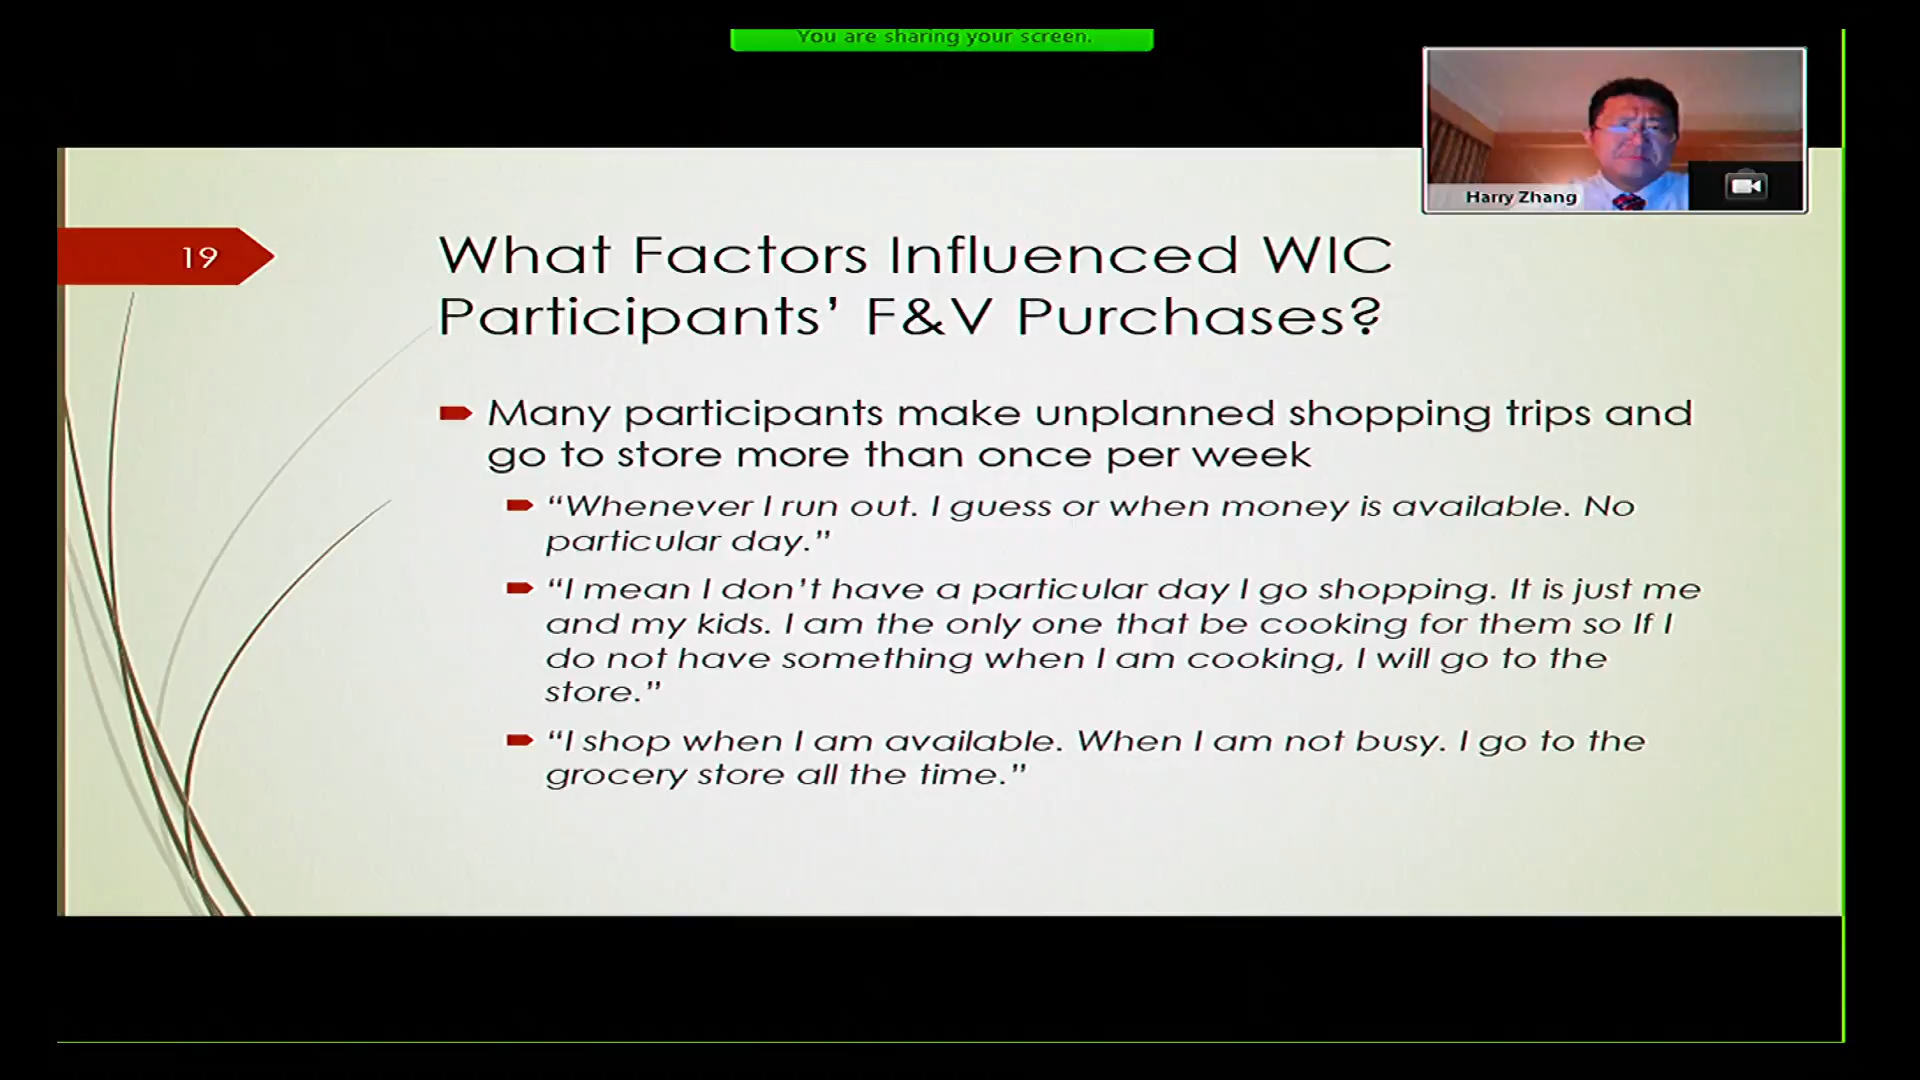 You are sharing your screen.
Harry Zhang
19
What Factors Influenced WIC
Participants’ F&V Purchases?
Many participants make unplanned shopping trips and
go to store more than once per week
“Whenever I run out. I guess or when money is available. No
particular day.”
“I mean I don’t have a particular day I go shopping. It is just me
and my kids. I am the only one that be cooking for them so If I
do not have something when I am cooking, I will go to the
store.”
“I shop when I am available. When I am not busy. I go to the
grocery store all the time.”